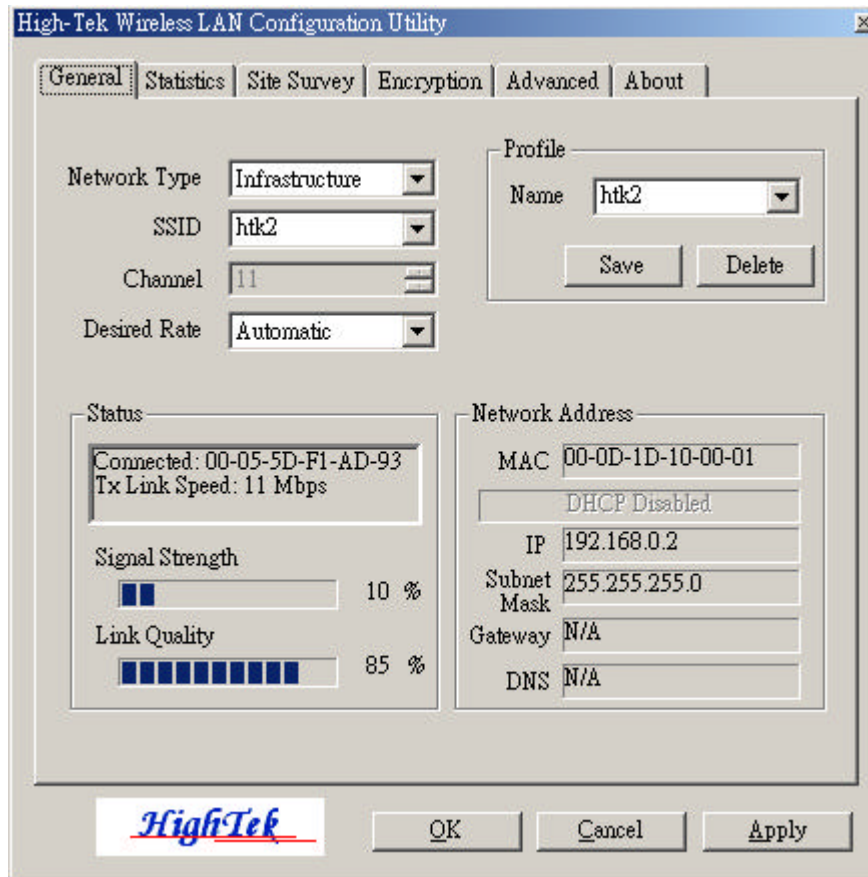 High-Tek Wireless LAN Configuration Utility
General Statistics Site Survey Encryption Advanced About
Network Type Infrastructure
SSID htk2
Channel 11
Desired Rate Automatic
Profile
Name htk2
Save Delete
Status
Connected: 00-05-5D-F1-AD-93
Tx Link Speed: 11 Mbps
Signal Strength
10 %
Link Quality
85 %
Network Address
MAC 00-0D-1D-10-00-01
DHCP Disabled
IP 192.168.0.2
Subnet Mask 255.255.255.0
Gateway N/A
DNS N/A
HighTek
OK Cancel Apply